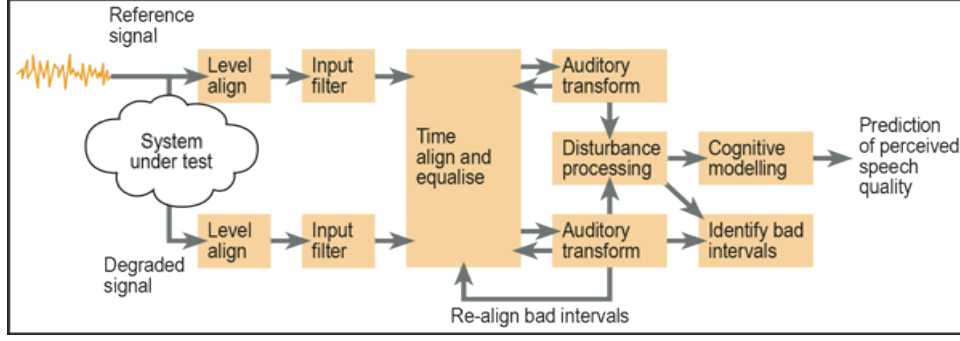 Reference
signal
Level
align
Input
filter
System
under test
Time
align and
equalise
Auditory
transform
Disturbance
processing
Cognitive
modelling
Prediction
of perceived
speech
quality
Level
align
Input
filter
Auditory
transform
Identify bad
intervals
Degraded
signal
Re-align bad intervals